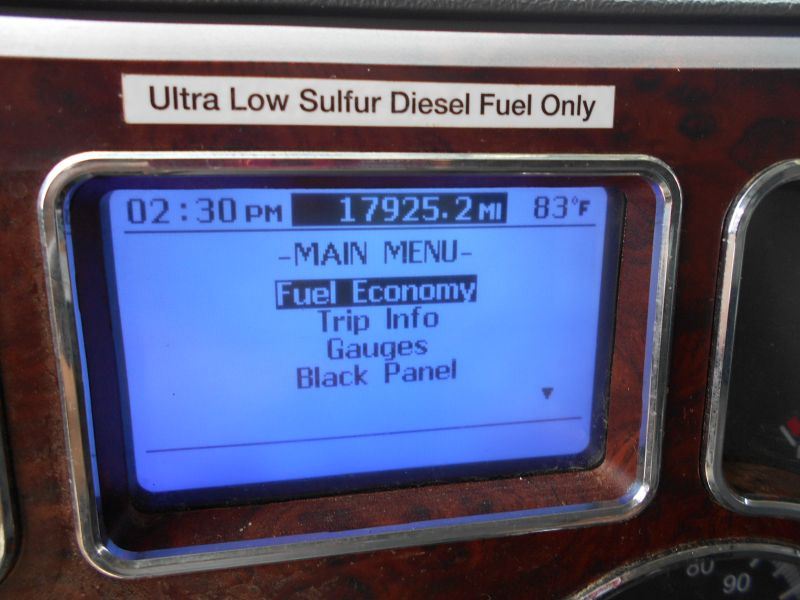 Ultra Low Sulfur Diesel Fuel Only
02:30 PM 17925.2 MI 83°F
-MAIN MENU-
Fuel Economy
Trip Info
Gauges
Black Panel
80
90